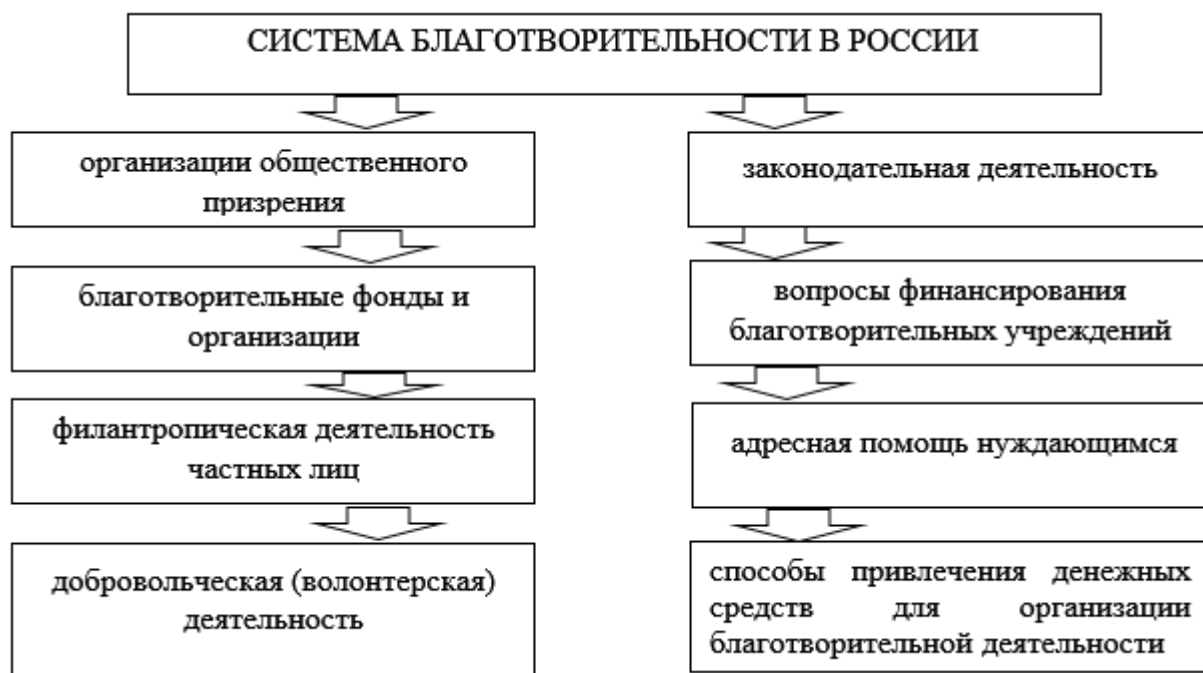 СИСТЕМА БЛАГОТВОРИТЕЛЬНОСТИ В РОССИИ
организации общественного
призрения
благотворительные фонды и
организации
филантропическая деятельность
частных лиц
добровольческая (волонтерская)
деятельность
законодательная деятельность
вопросы финансирования
благотворительных учреждений
адресная помощь нуждающимся
способы привлечения денежных
средств для организации
благотворительной деятельности